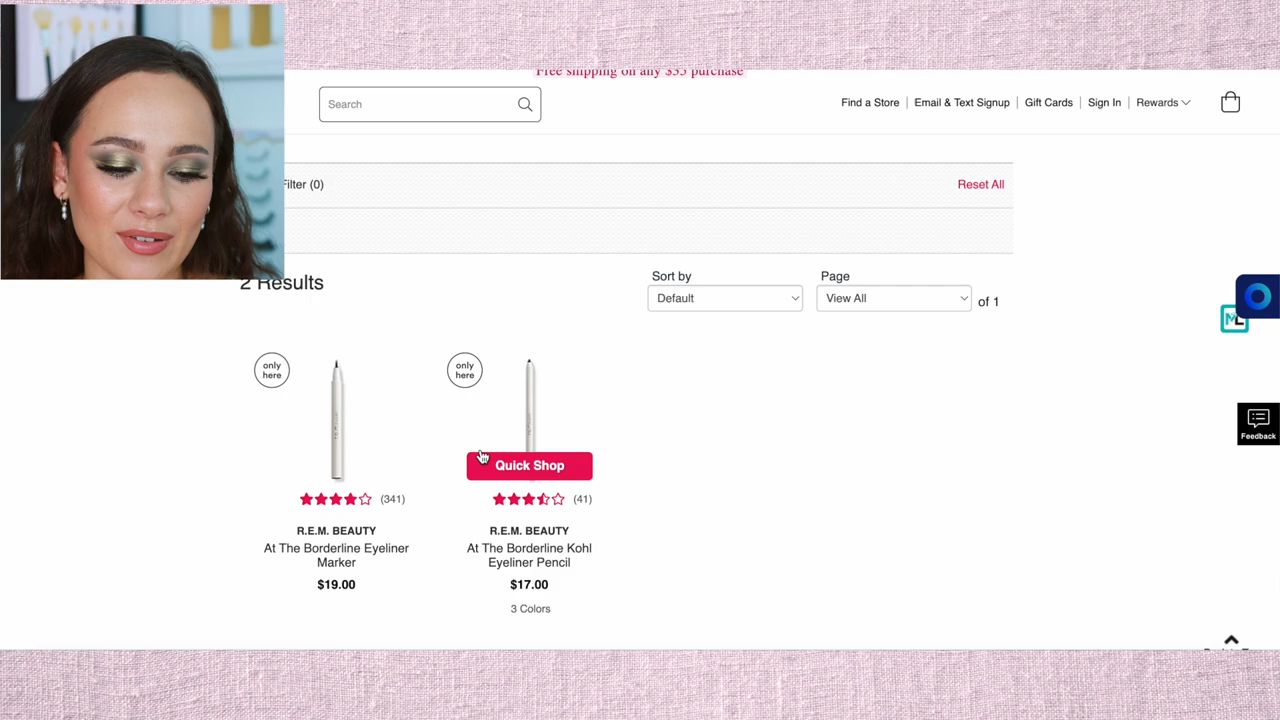 Free shipping on any $35 purchase
Search
Find a Store
Email & Text Signup
Gift Cards
Sign In
Rewards
Filter (0)
Reset All
2 Results
Sort by
Default
Page
View All
of 1
only
here
only
here
Quick Shop
(341)
(41)
R.E.M. BEAUTY
At The Borderline Eyeliner
Marker
$19.00
R.E.M. BEAUTY
At The Borderline Kohl
Eyeliner Pencil
$17.00
3 Colors
ML
Feedback